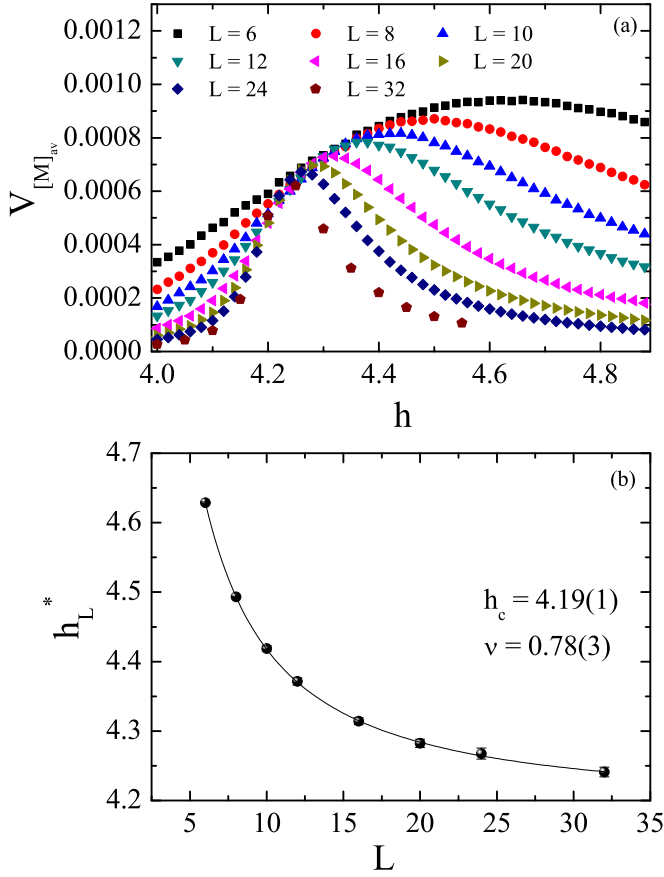 (a)
L = 6 L = 8 L = 10
L = 12 L = 16 L = 20
L = 24 L = 32
V[M]av
0.0012
0.0010
0.0008
0.0006
0.0004
0.0002
0.0000
4.0 4.2 4.4 4.6 4.8
h
(b)
h_L^*
4.7
4.6
4.5
4.4
4.3
4.2
h_c = 4.19(1)
ν = 0.78(3)
5 10 15 20 25 30 35
L